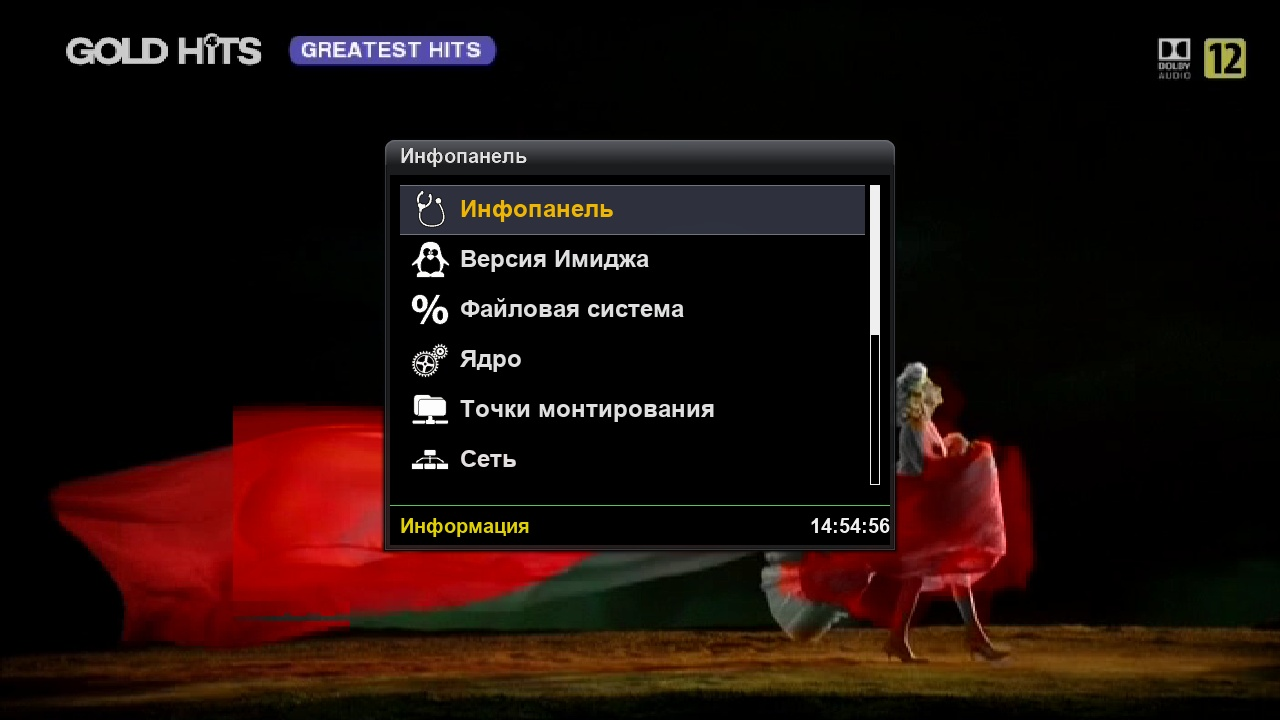 GOLD HiTS
GREATEST HITS
DOLBY
AUDIO
12
Инфопанель
Инфопанель
Версия Имиджа
Файловая система
Ядро
Точки монтирования
Сеть
Информация
14:54:56